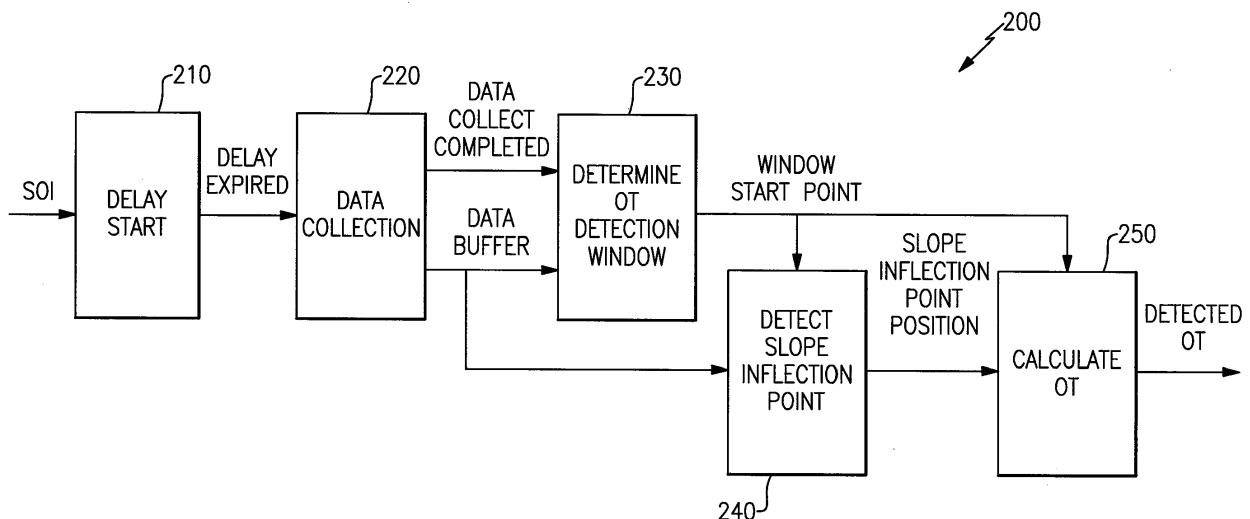 200
210
220
230
DATA
COLLECT
COMPLETED
DELAY
EXPIRED
SOI
DELAY
START
DATA
COLLECTION
DATA
BUFFER
DETERMINE
OT
DETECTION
WINDOW
WINDOW
START POINT
250
SLOPE
INFLECTION
POINT
POSITION
DETECT
SLOPE
INFLECTION
POINT
240
CALCULATE
OT
DETECTED
OT